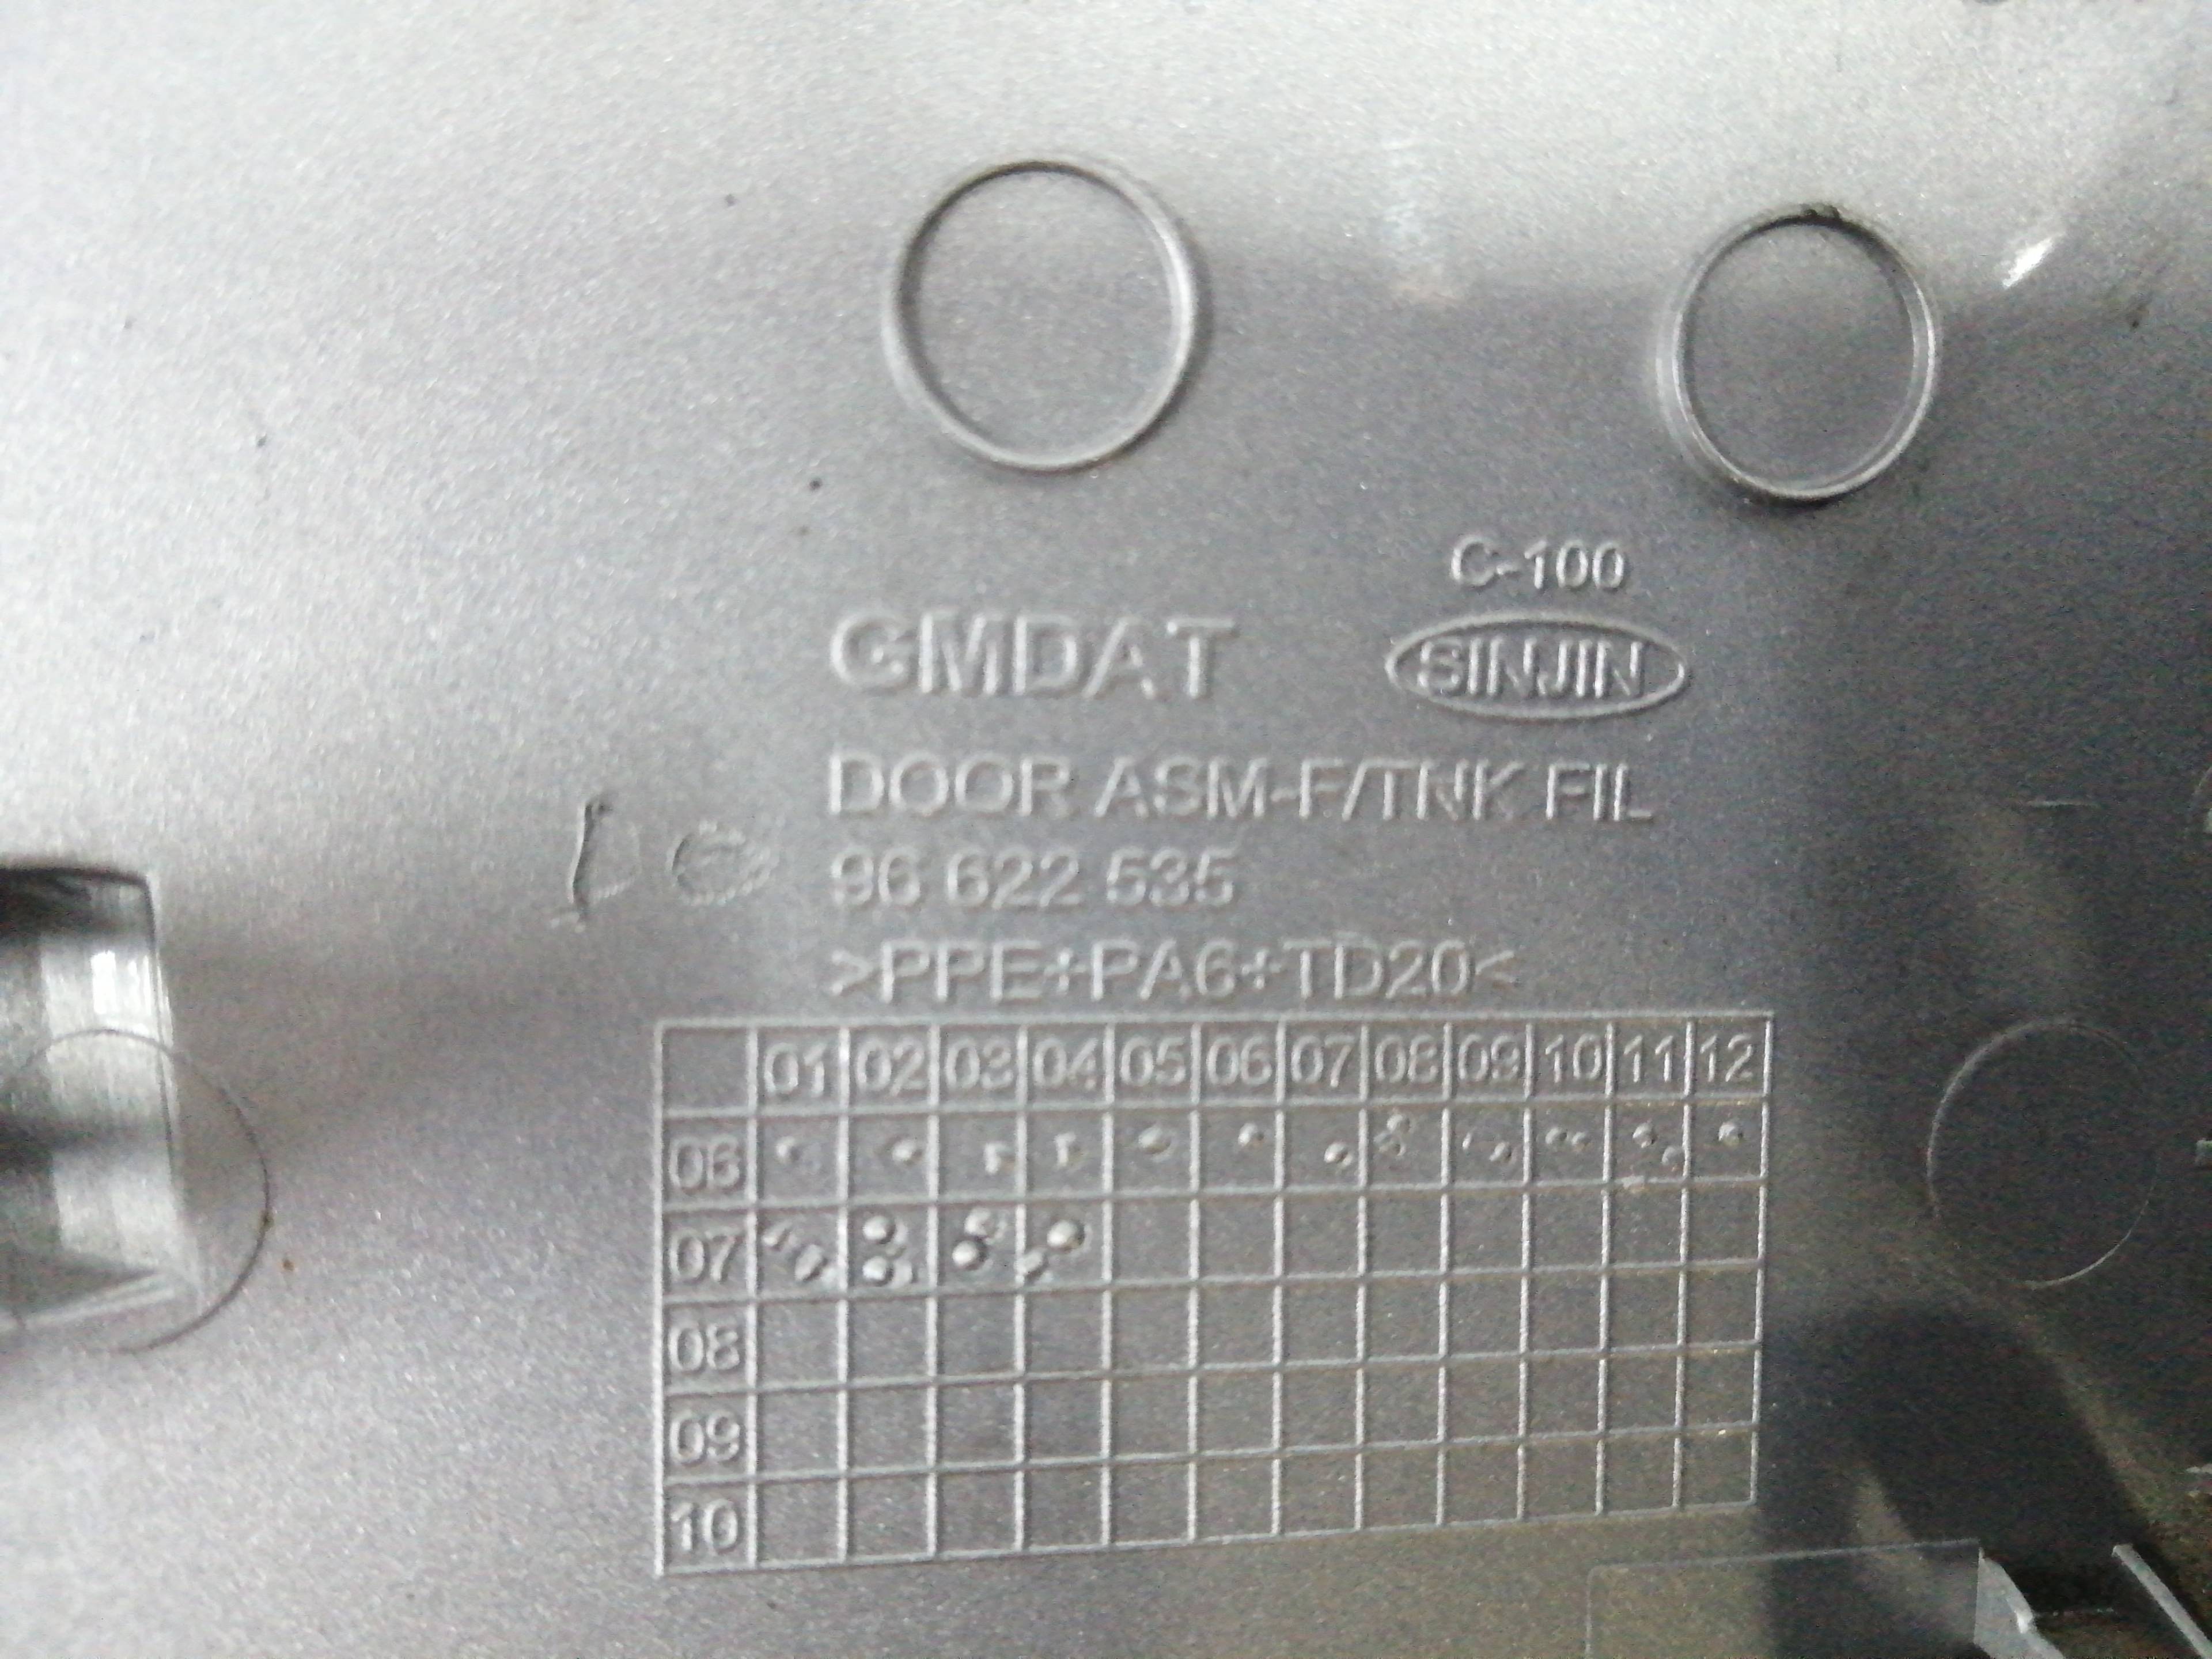 C-100
GMDAT SINJIN
DOOR ASM-F/TNK FIL
96 622 535
>PPE+PA6+TD20<
01 02 03 04 05 06 07 08 09 10 11 12
06
07
08
09
10